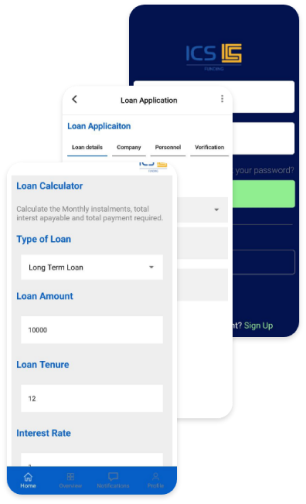 ICS
your password?
nt? Sign Up
Loan Application
Loan Applicaiton
Loan details Company Personnel Verification
Loan Calculator
Calculate the Monthly instalments, total
interst apayable and total payment required.
Type of Loan
Long Term Loan
Loan Amount
10000
Loan Tenure
12
Interest Rate
Home Overview Notifications Profile